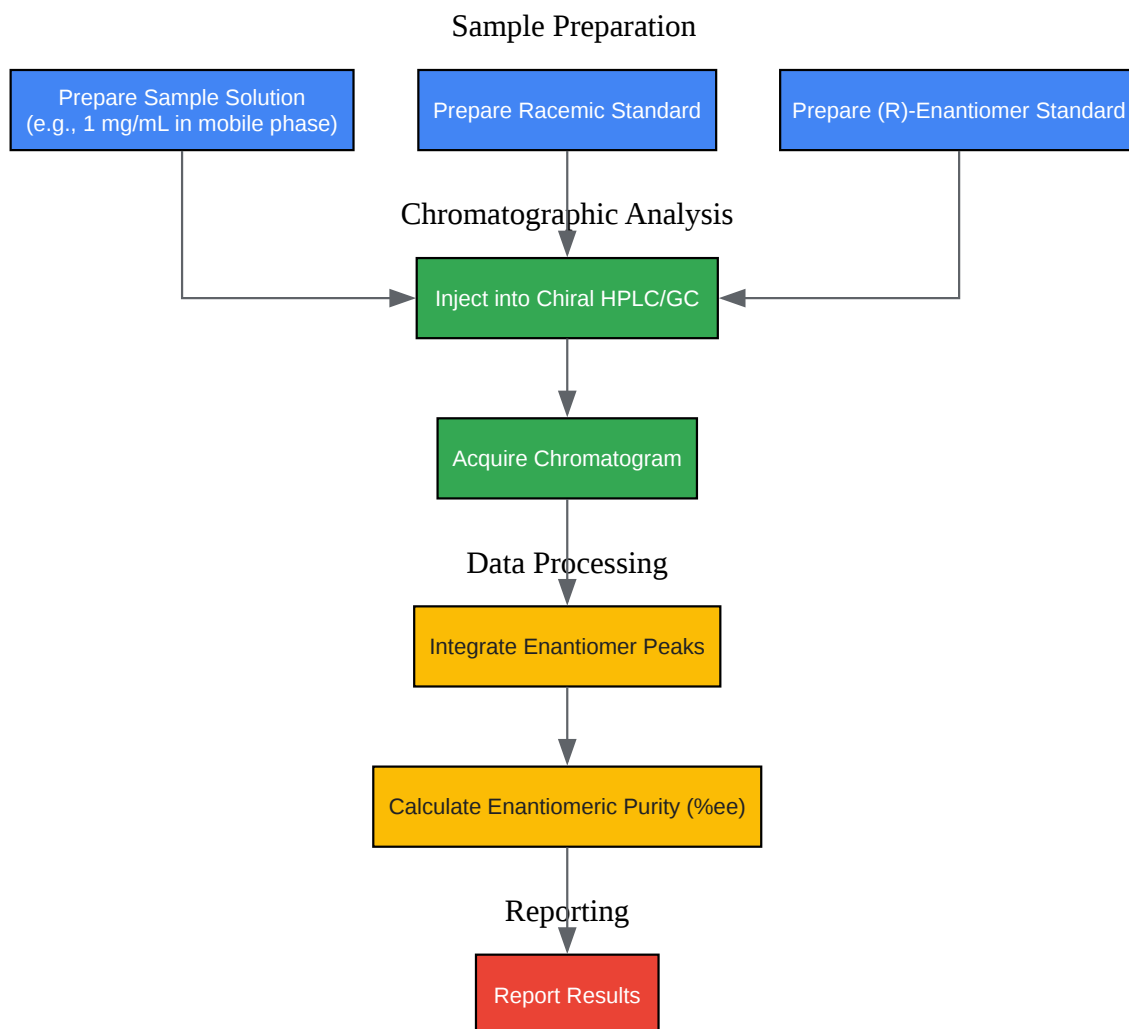 Sample Preparation
Prepare Sample Solution
(e.g., 1 mg/mL in mobile phase)
Prepare Racemic Standard
Prepare (R)-Enantiomer Standard
Chromatographic Analysis
Inject into Chiral HPLC/GC
Acquire Chromatogram
Data Processing
Integrate Enantiomer Peaks
Calculate Enantiomeric Purity (%ee)
Reporting
Report Results